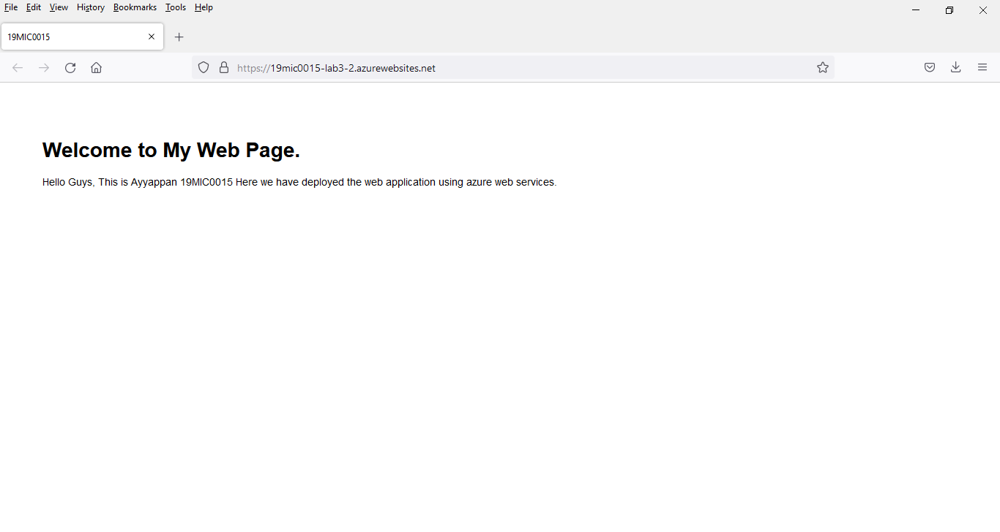 File Edit View History Bookmarks Tools Help
19MIC0015
https://19mic0015-lab3-2.azurewebsites.net
Welcome to My Web Page.
Hello Guys, This is Ayyappan 19MIC0015 Here we have deployed the web application using azure web services.